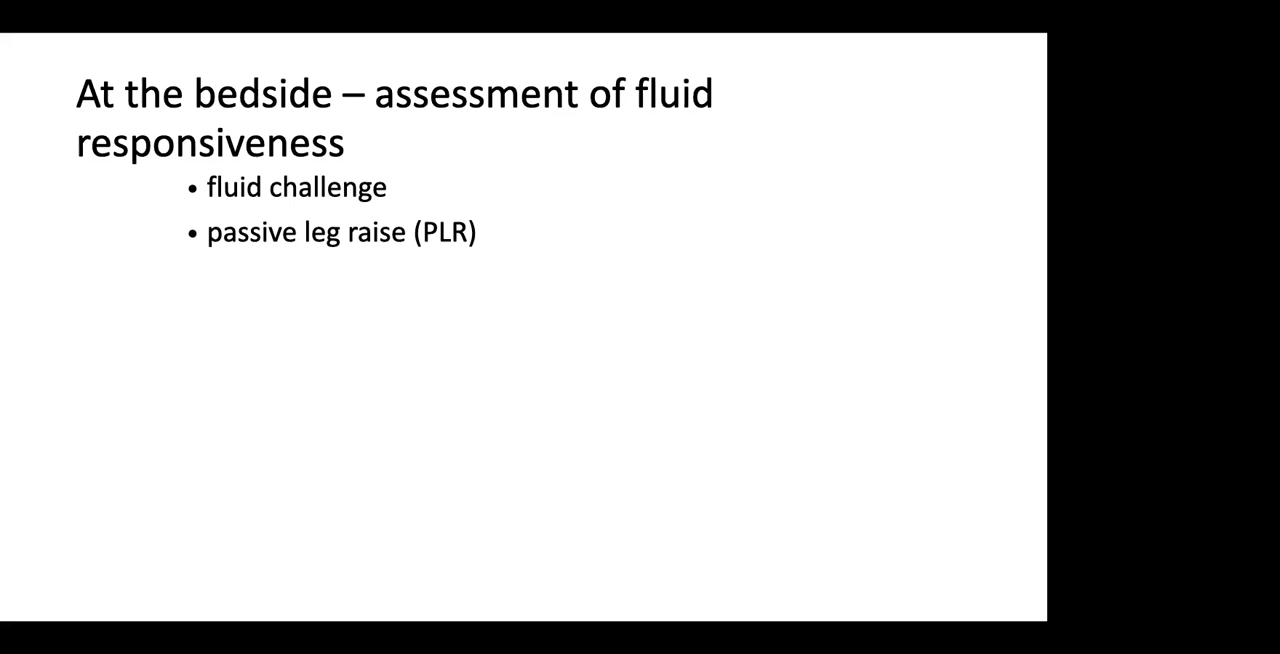 At the bedside – assessment of fluid
responsiveness
• fluid challenge
• passive leg raise (PLR)